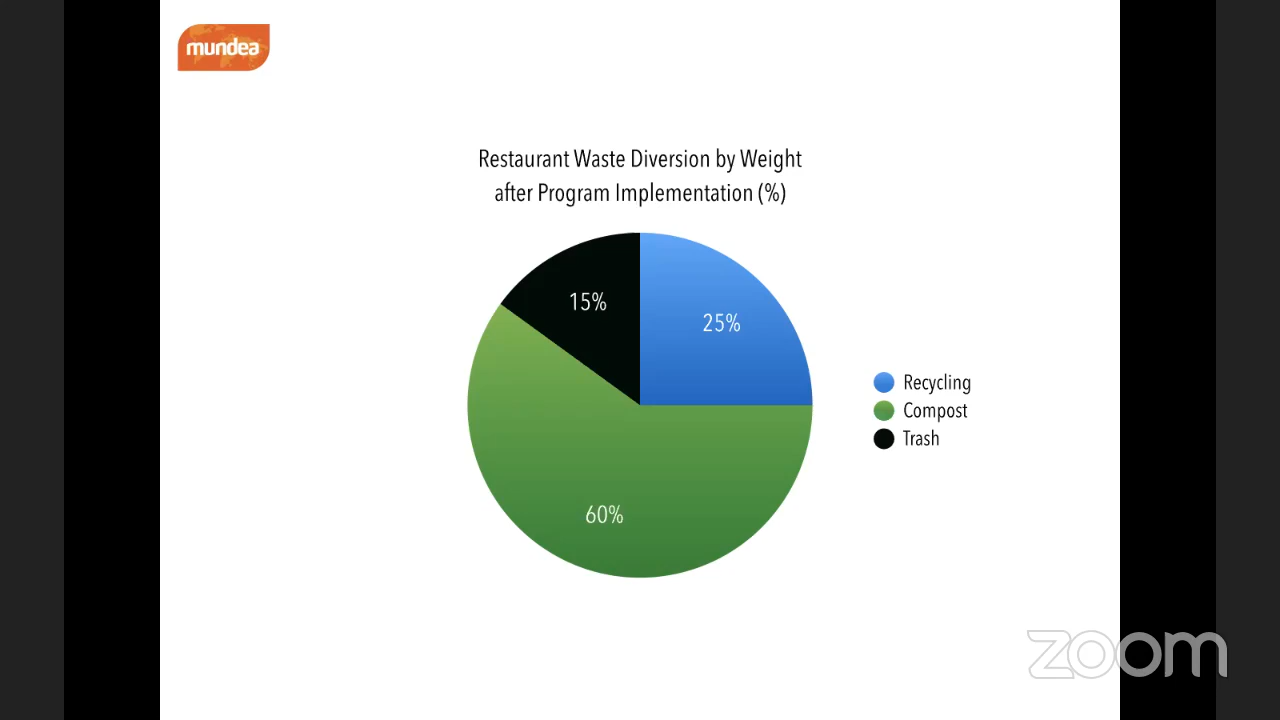 mundea
Restaurant Waste Diversion by Weight
after Program Implementation (%)
15%
25%
60%
Recycling
Compost
Trash
zoom